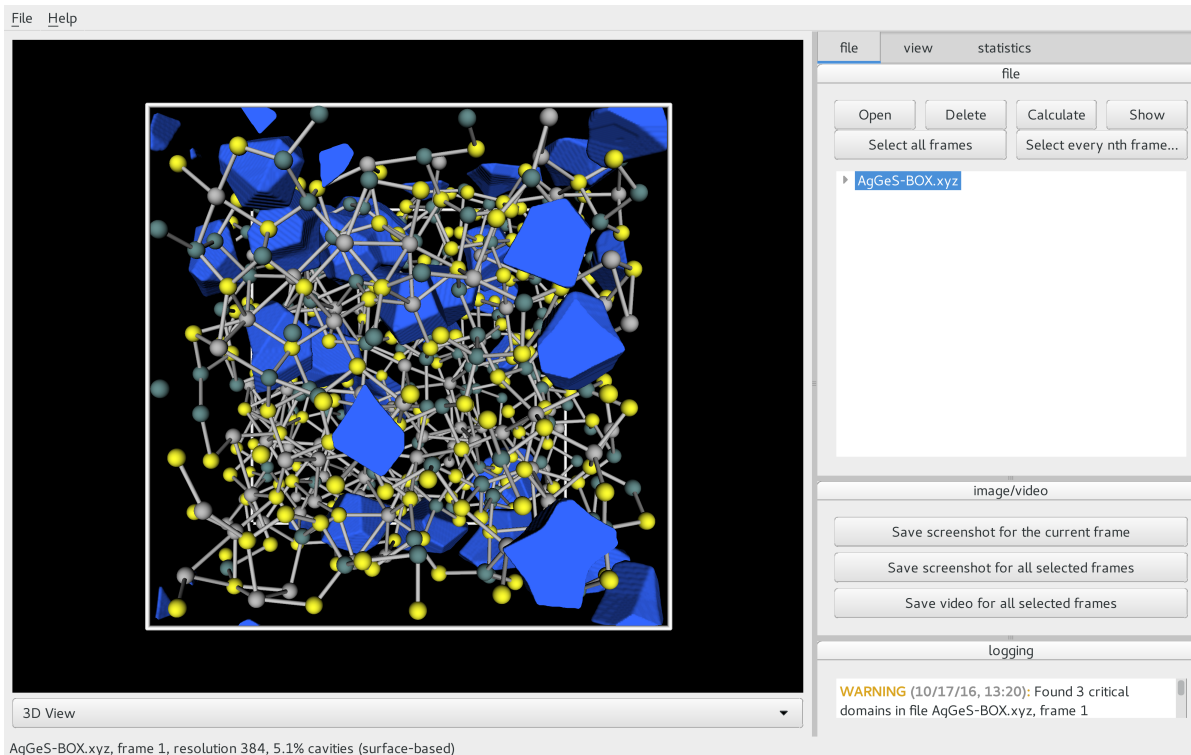 File Help
file view statistics
file
Open Delete Calculate Show
Select all frames Select every nth frame...
AgGeS-BOX.xyz
image/video
Save screenshot for the current frame
Save screenshot for all selected frames
Save video for all selected frames
logging
WARNING (10/17/16, 13:20): Found 3 critical
domains in file AgGeS-BOX.xyz, frame 1
3D View
AgGeS-BOX.xyz, frame 1, resolution 384, 5.1% cavities (surface-based)